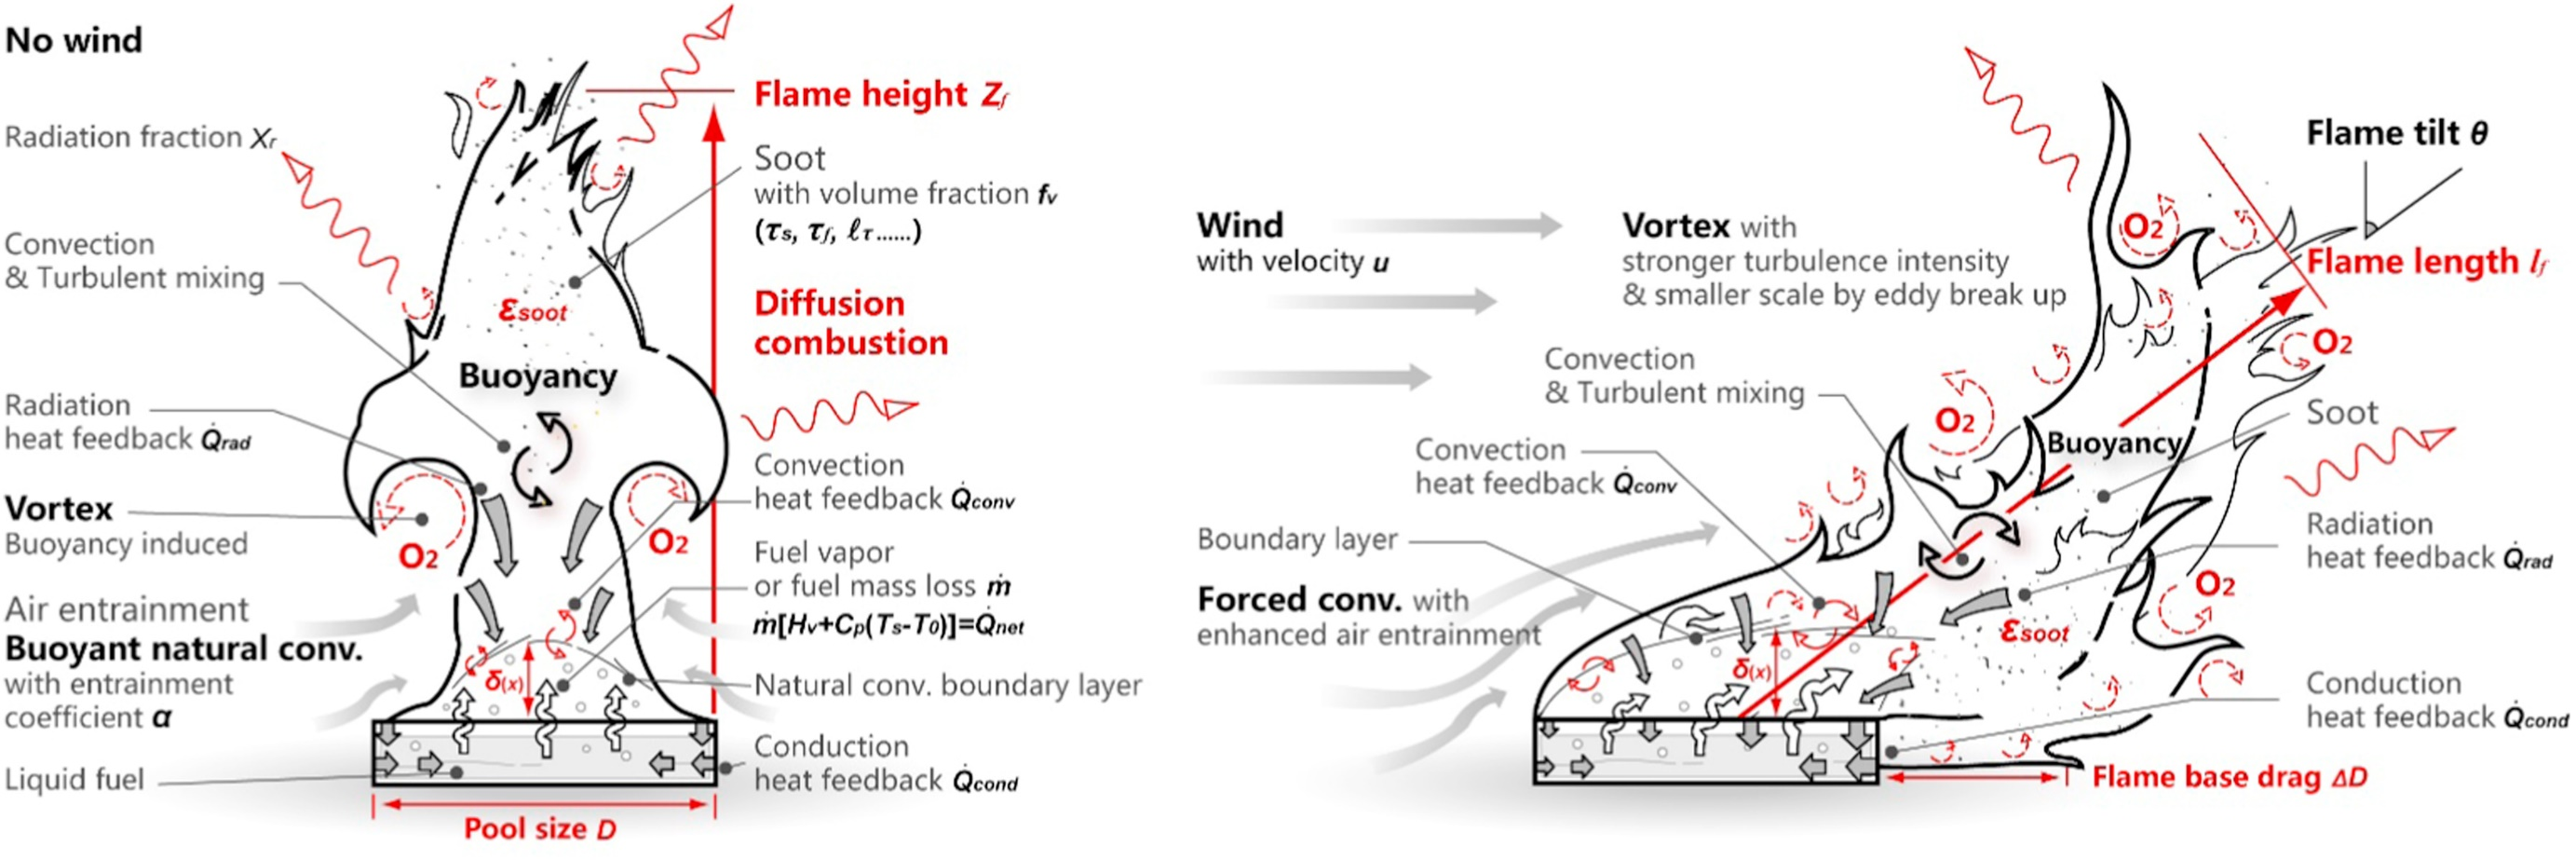 No wind
Radiation fraction Xr
Convection
& Turbulent mixing
Radiation
heat feedback Q̇rad
Vortex
Buoyancy induced
Air entrainment
Buoyant natural conv.
with entrainment
coefficient α
Liquid fuel
εsoot
Buoyancy
O2
O2
δ(x)
Pool size D
Flame height Zf
Soot
with volume fraction fv
(τs, τf, ℓτ......)
Diffusion
combustion
Convection
heat feedback Q̇conv
Fuel vapor
or fuel mass loss ṁ
ṁ[Hv+Cp(Ts-T0)]=Q̇net
Natural conv. boundary layer
Conduction
heat feedback Q̇cond
Wind
with velocity u
Vortex with
stronger turbulence intensity
& smaller scale by eddy break up
Convection
& Turbulent mixing
Convection
heat feedback Q̇conv
Boundary layer
Forced conv. with
enhanced air entrainment
O2
O2
Buoyancy
δ(x)
εsoot
Flame tilt θ
Flame length lf
O2
Soot
Radiation
heat feedback Q̇rad
O2
Conduction
heat feedback Q̇cond
Flame base drag ΔD